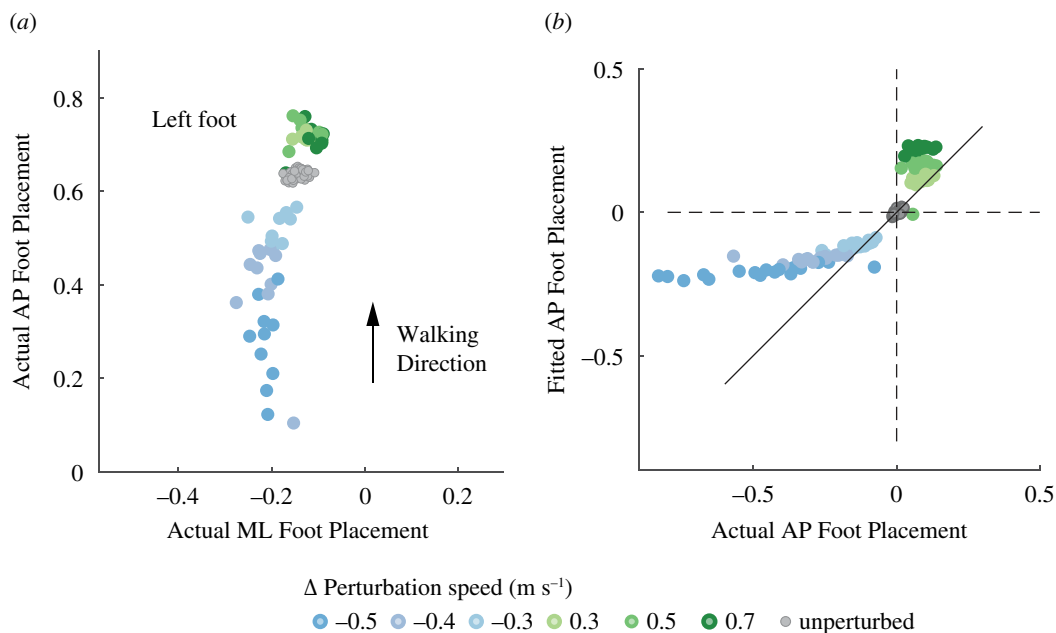 (a)
Actual AP Foot Placement
0.8
0.6
0.4
0.2
0
Left foot
Walking
Direction
−0.4
−0.2
0
0.2
Actual ML Foot Placement
(b)
Fitted AP Foot Placement
0.5
0
−0.5
−0.5
0
0.5
Actual AP Foot Placement
Δ Perturbation speed (m s⁻¹)
−0.5 −0.4 −0.3 0.3 0.5 0.7 unperturbed